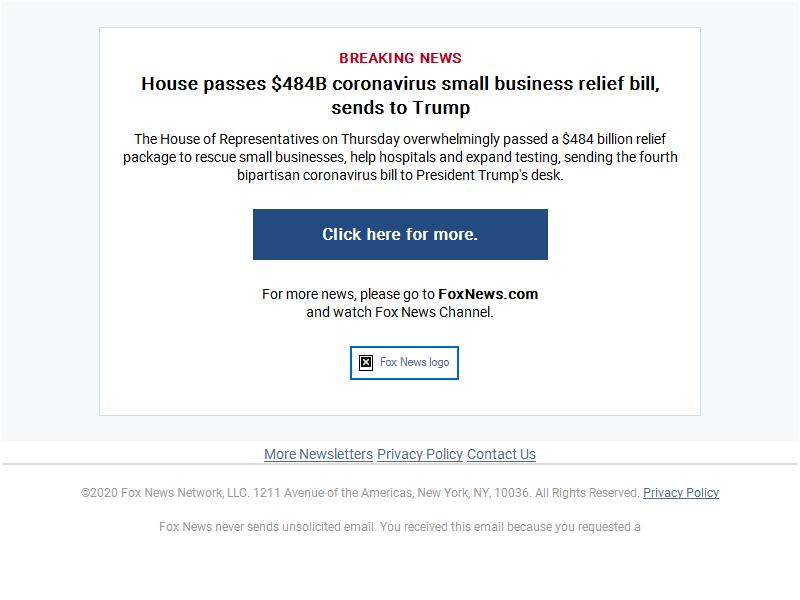 BREAKING NEWS
House passes $484B coronavirus small business relief bill,
sends to Trump
The House of Representatives on Thursday overwhelmingly passed a $484 billion relief
package to rescue small businesses, help hospitals and expand testing, sending the fourth
bipartisan coronavirus bill to President Trump's desk.
Click here for more.
For more news, please go to FoxNews.com
and watch Fox News Channel.
Fox News logo
More Newsletters Privacy Policy Contact Us
©2020 Fox News Network, LLC. 1211 Avenue of the Americas, New York, NY, 10036. All Rights Reserved. Privacy Policy
Fox News never sends unsolicited email. You received this email because you requested a